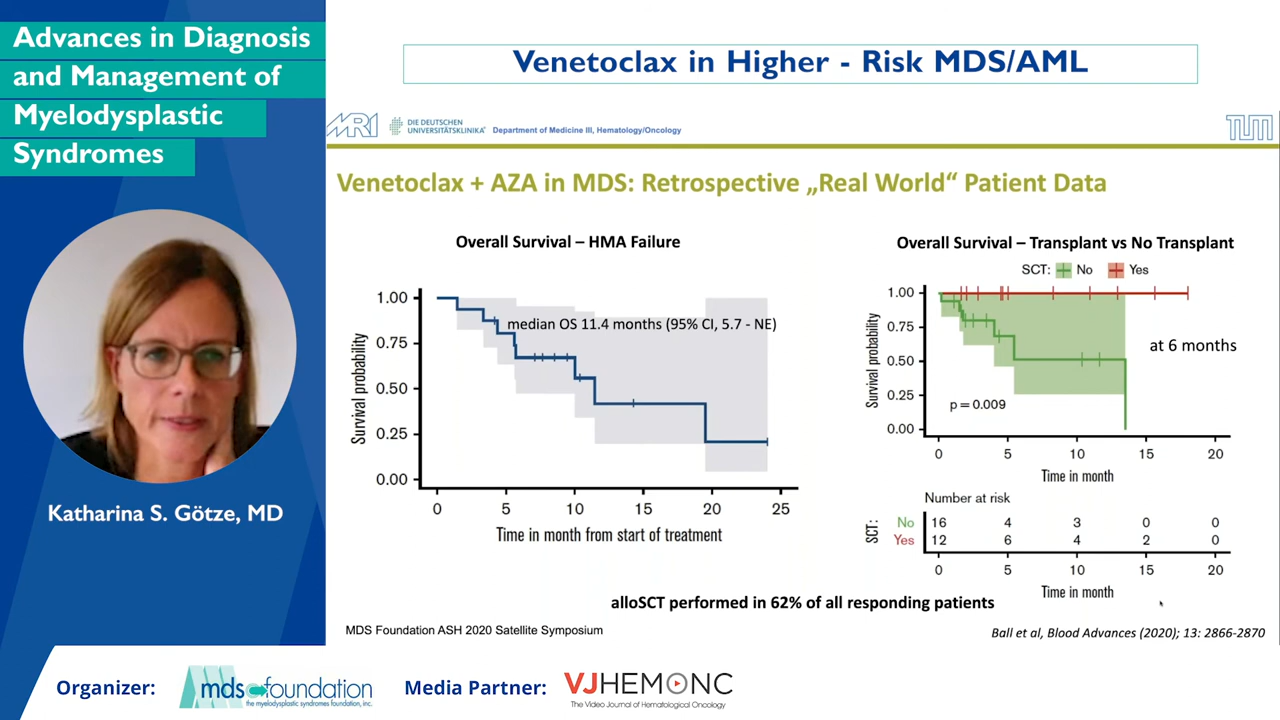 Advances in Diagnosis
and Management of
Myelodysplastic
Syndromes
Katharina S. Götze, MD
Venetoclax in Higher - Risk MDS/AML
MRI
DIE DEUTSCHEN
UNIVERSITÄTSKLINIKA®
Department of Medicine III, Hematology/Oncology
TUM
Venetoclax + AZA in MDS: Retrospective „Real World“ Patient Data
Overall Survival – HMA Failure
median OS 11.4 months (95% CI, 5.7 - NE)
Survival probability
1.00
0.75
0.50
0.25
0.00
0 5 10 15 20 25
Time in month from start of treatment
Overall Survival – Transplant vs No Transplant
SCT: No Yes
Survival probability
1.00
0.75
0.50
0.25
0.00
at 6 months
p = 0.009
0 5 10 15 20
Time in month
Number at risk
SCT:
No 16 4 3 0 0
Yes 12 6 4 2 0
0 5 10 15 20
Time in month
alloSCT performed in 62% of all responding patients
MDS Foundation ASH 2020 Satellite Symposium
Ball et al, Blood Advances (2020); 13: 2866-2870
Organizer:
mds foundation
the myelodysplastic syndromes foundation, inc.
Media Partner:
VJHEMONC
The Video Journal of Hematological Oncology